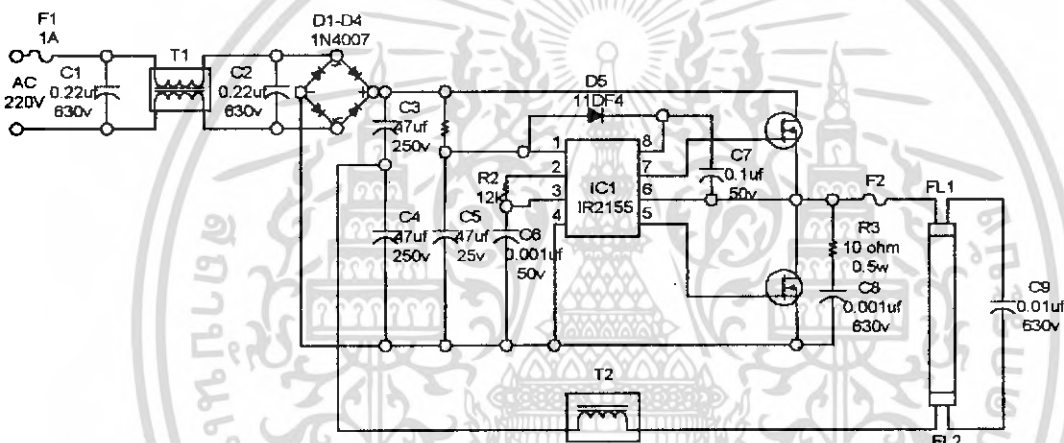 F1
1A
AC
220V
C1
0.22uf
630v
T1
C2
0.22uf
630v
D1-D4
1N4007
C3
47uf
250v
C4
47uf
250v
C5
47uf
25v
R2
12K
C6
0.001uf
50v
D5
11DF4
1
2
3
4
8
7
6
5
IC1
IR2155
C7
0.1uf
50v
F2
R3
10 ohm
0.5w
C8
0.001uf
630v
FL1
FL2
C9
0.01uf
630v
T2